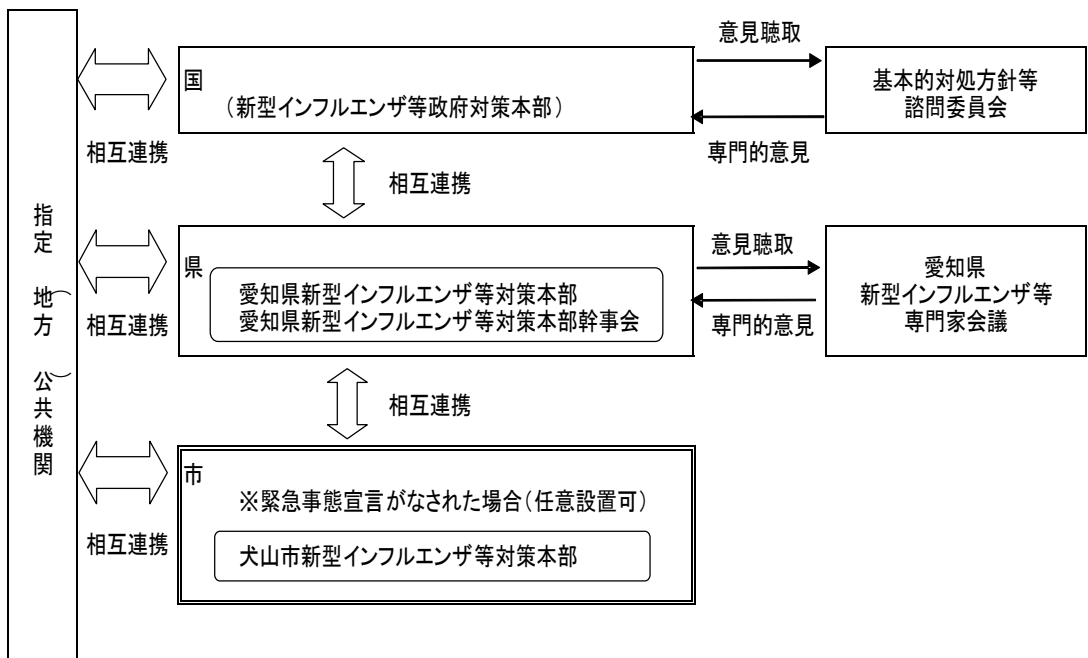 指定（地方）公共機関
相互連携
国
（新型インフルエンザ等政府対策本部）
意見聴取
専門的意見
基本的対処方針等
諮問委員会
相互連携
相互連携
県
愛知県新型インフルエンザ等対策本部
愛知県新型インフルエンザ等対策本部幹事会
意見聴取
専門的意見
愛知県
新型インフルエンザ等
専門家会議
相互連携
相互連携
市
※緊急事態宣言がなされた場合（任意設置可）
犬山市新型インフルエンザ等対策本部